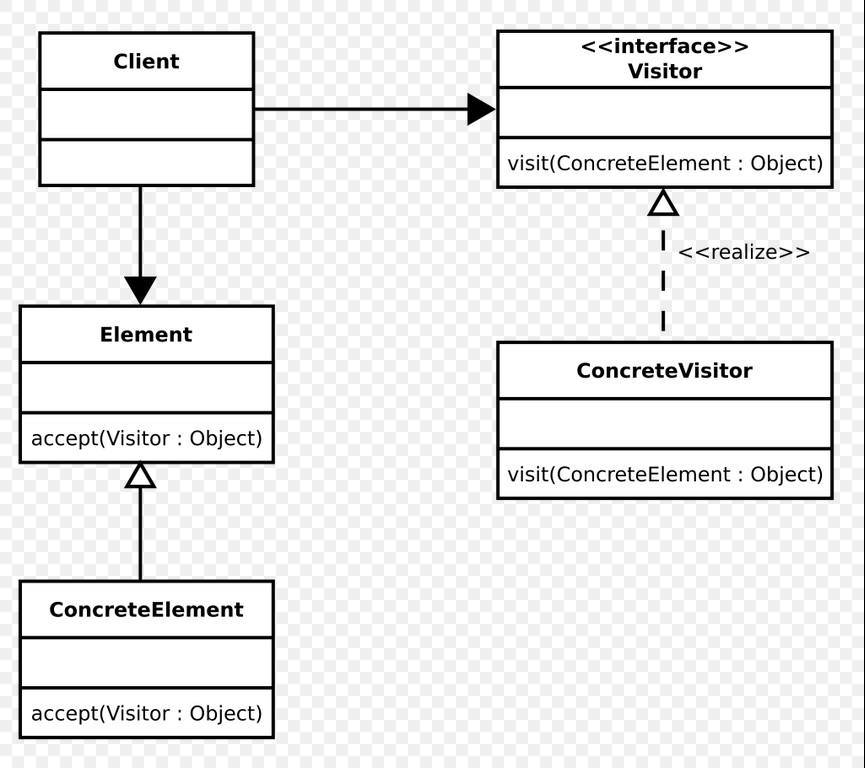 Client
<<interface>>
Visitor
visit(ConcreteElement : Object)
<<realize>>
Element
accept(Visitor : Object)
ConcreteVisitor
visit(ConcreteElement : Object)
ConcreteElement
accept(Visitor : Object)